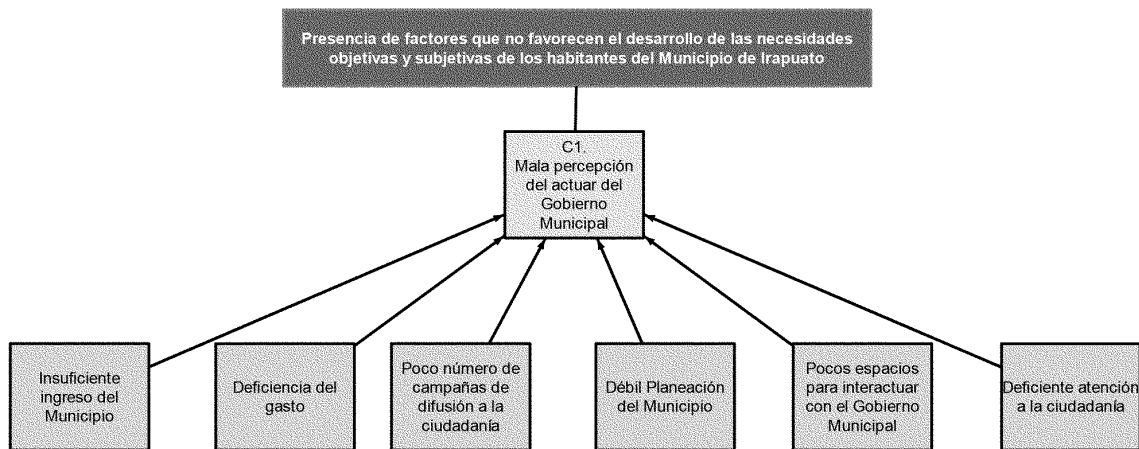 Presencia de factores que no favorecen el desarrollo de las necesidades
objetivas y subjetivas de los habitantes del Municipio de Irapuato
C1.
Mala percepción
del actuar del
Gobierno
Municipal
Insuficiente
ingreso del
Municipio
Deficiencia del
gasto
Poco número de
campañas de
difusión a la
ciudadanía
Débil Planeación
del Municipio
Pocos espacios
para interactuar
con el Gobierno
Municipal
Deficiente atención
a la ciudadanía